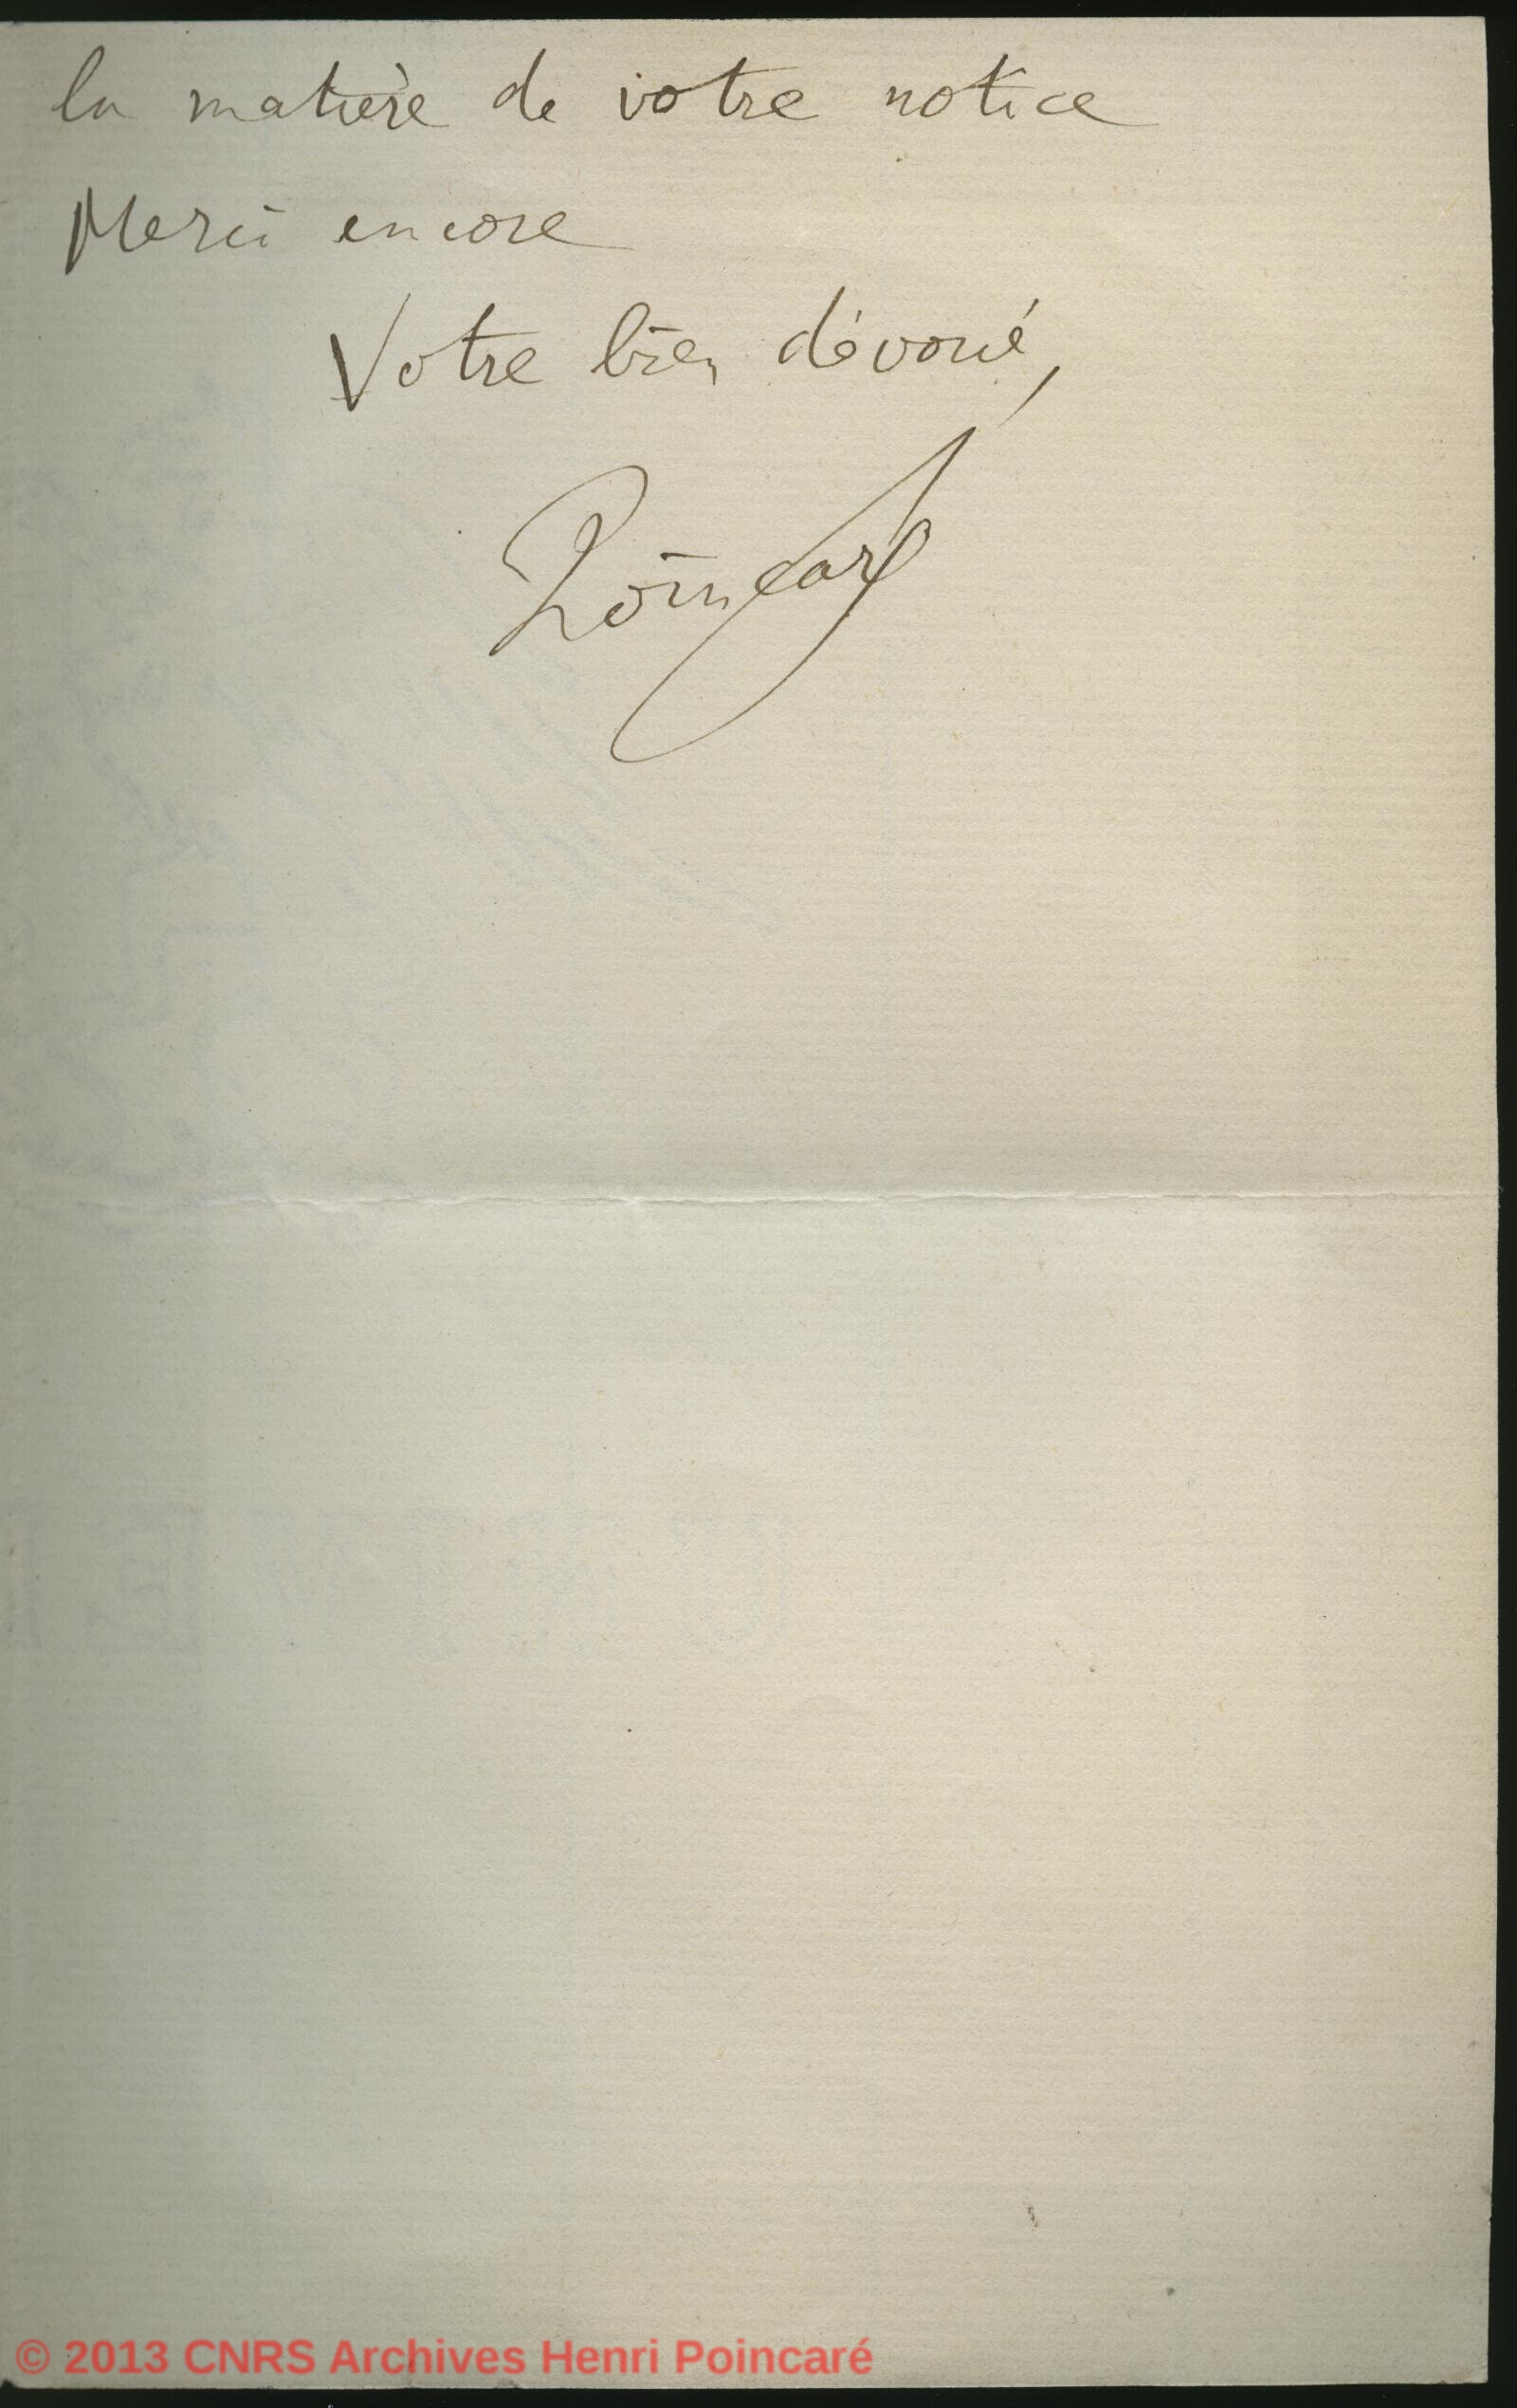 la matière de votre notice
Merci encore
Votre bien dévoué,
Poincaré
© 2013 CNRS Archives Henri Poincaré